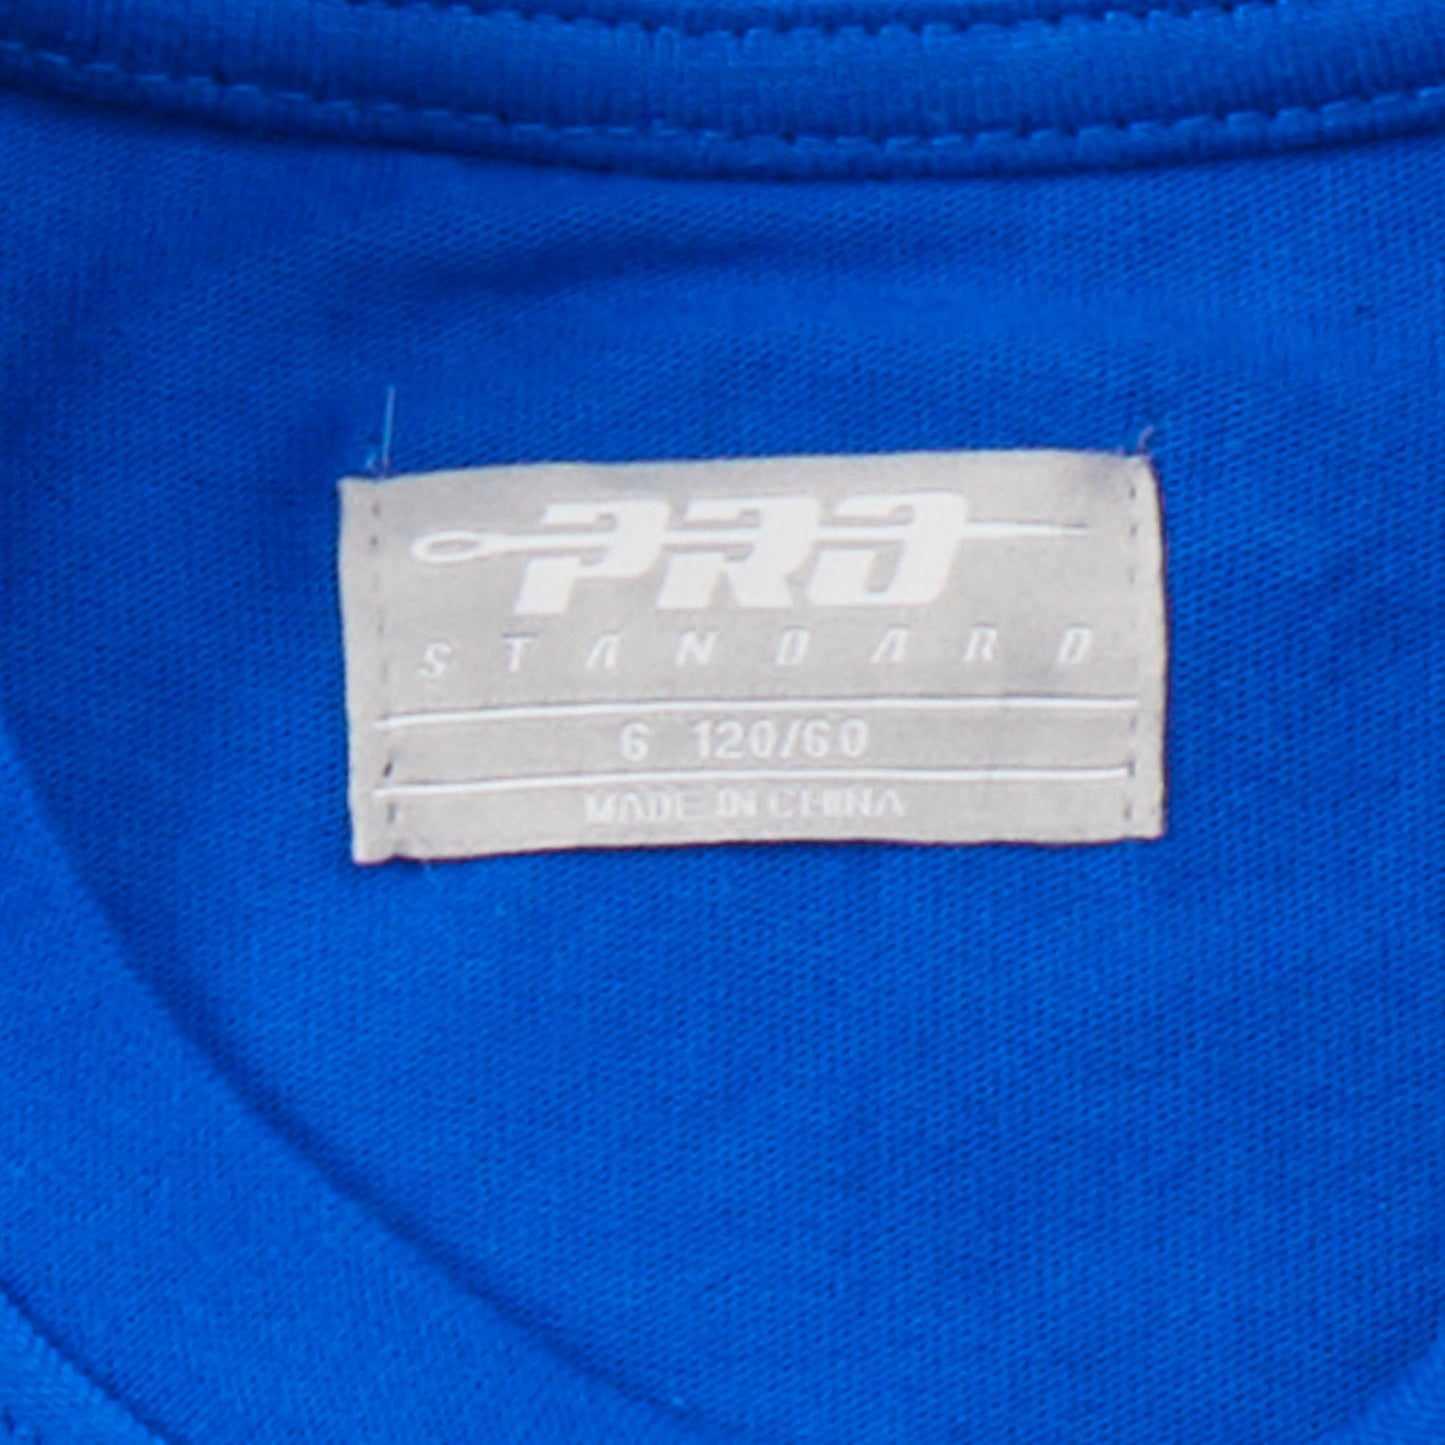 PRO
STANDARD
6 120/60
MADE IN CHINA